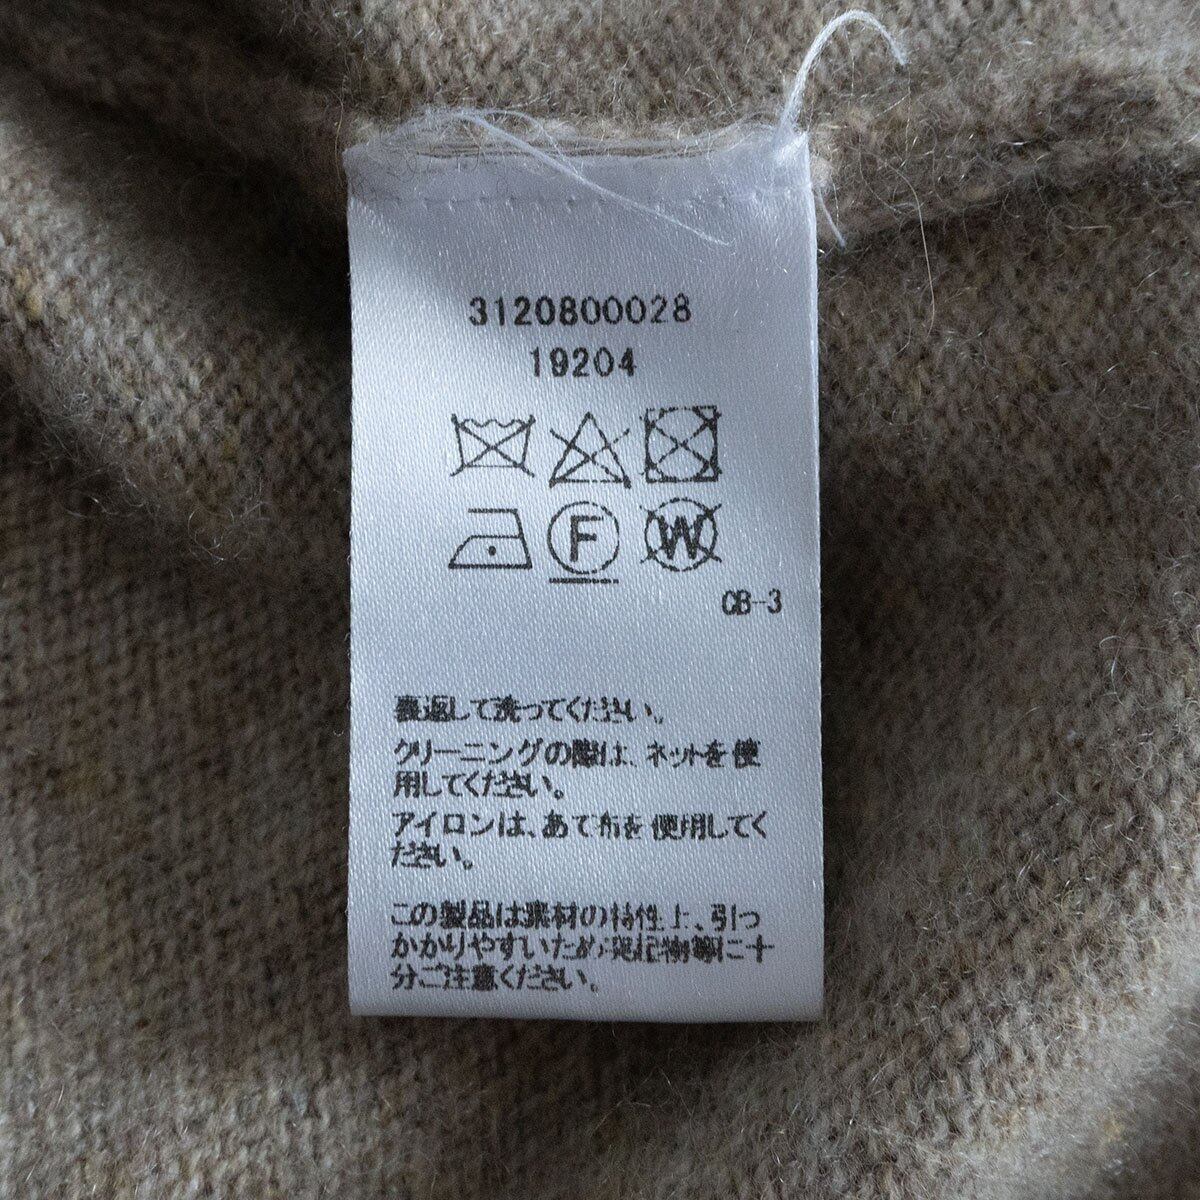 3120800028
19204
F W
CB-3
裏返して洗ってください。
クリーニングの際は、ネットを使
用してください。
アイロンは、あて布を使用してく
ださい。
この製品は素材の特性上、引っ
かかりやすいため突起物等に十
分ご注意ください。